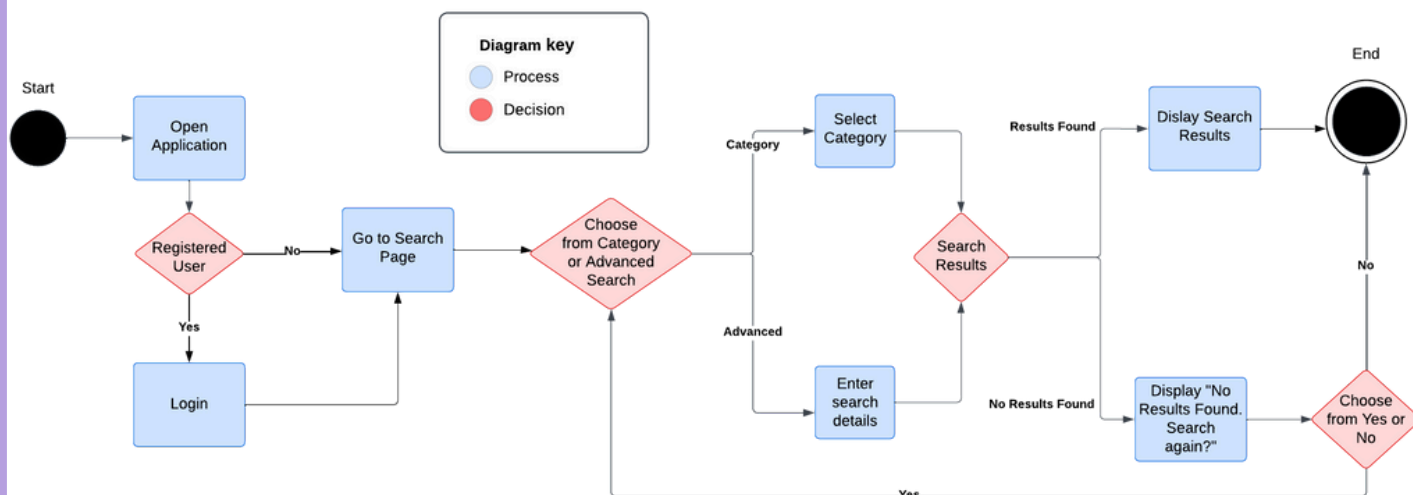 Diagram key
Process
Decision
Start
End
Open
Application
Registered
User
No
Yes
Login
Go to Search
Page
Choose
from Category
or Advanced
Search
Category
Advanced
Select
Category
Enter
search
details
Search
Results
Results Found
No Results Found
Dislay Search
Results
Display "No
Results Found.
Search
again?"
Choose
from Yes or
No
No
Yes